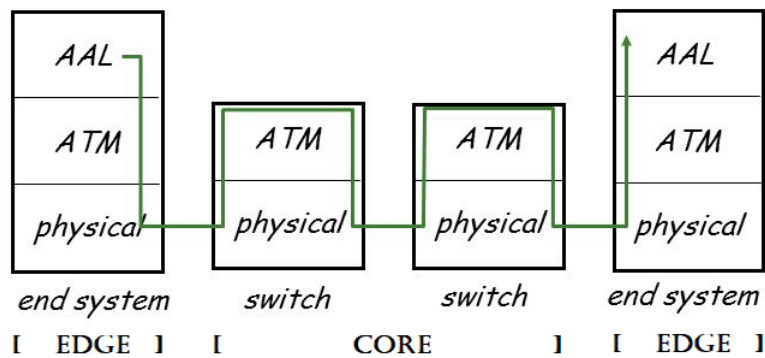 AAL AAL
ATM ATM ATM ATM
physical physical physical physical
end system switch switch end system
[ EDGE ] [ CORE ] [ EDGE ]